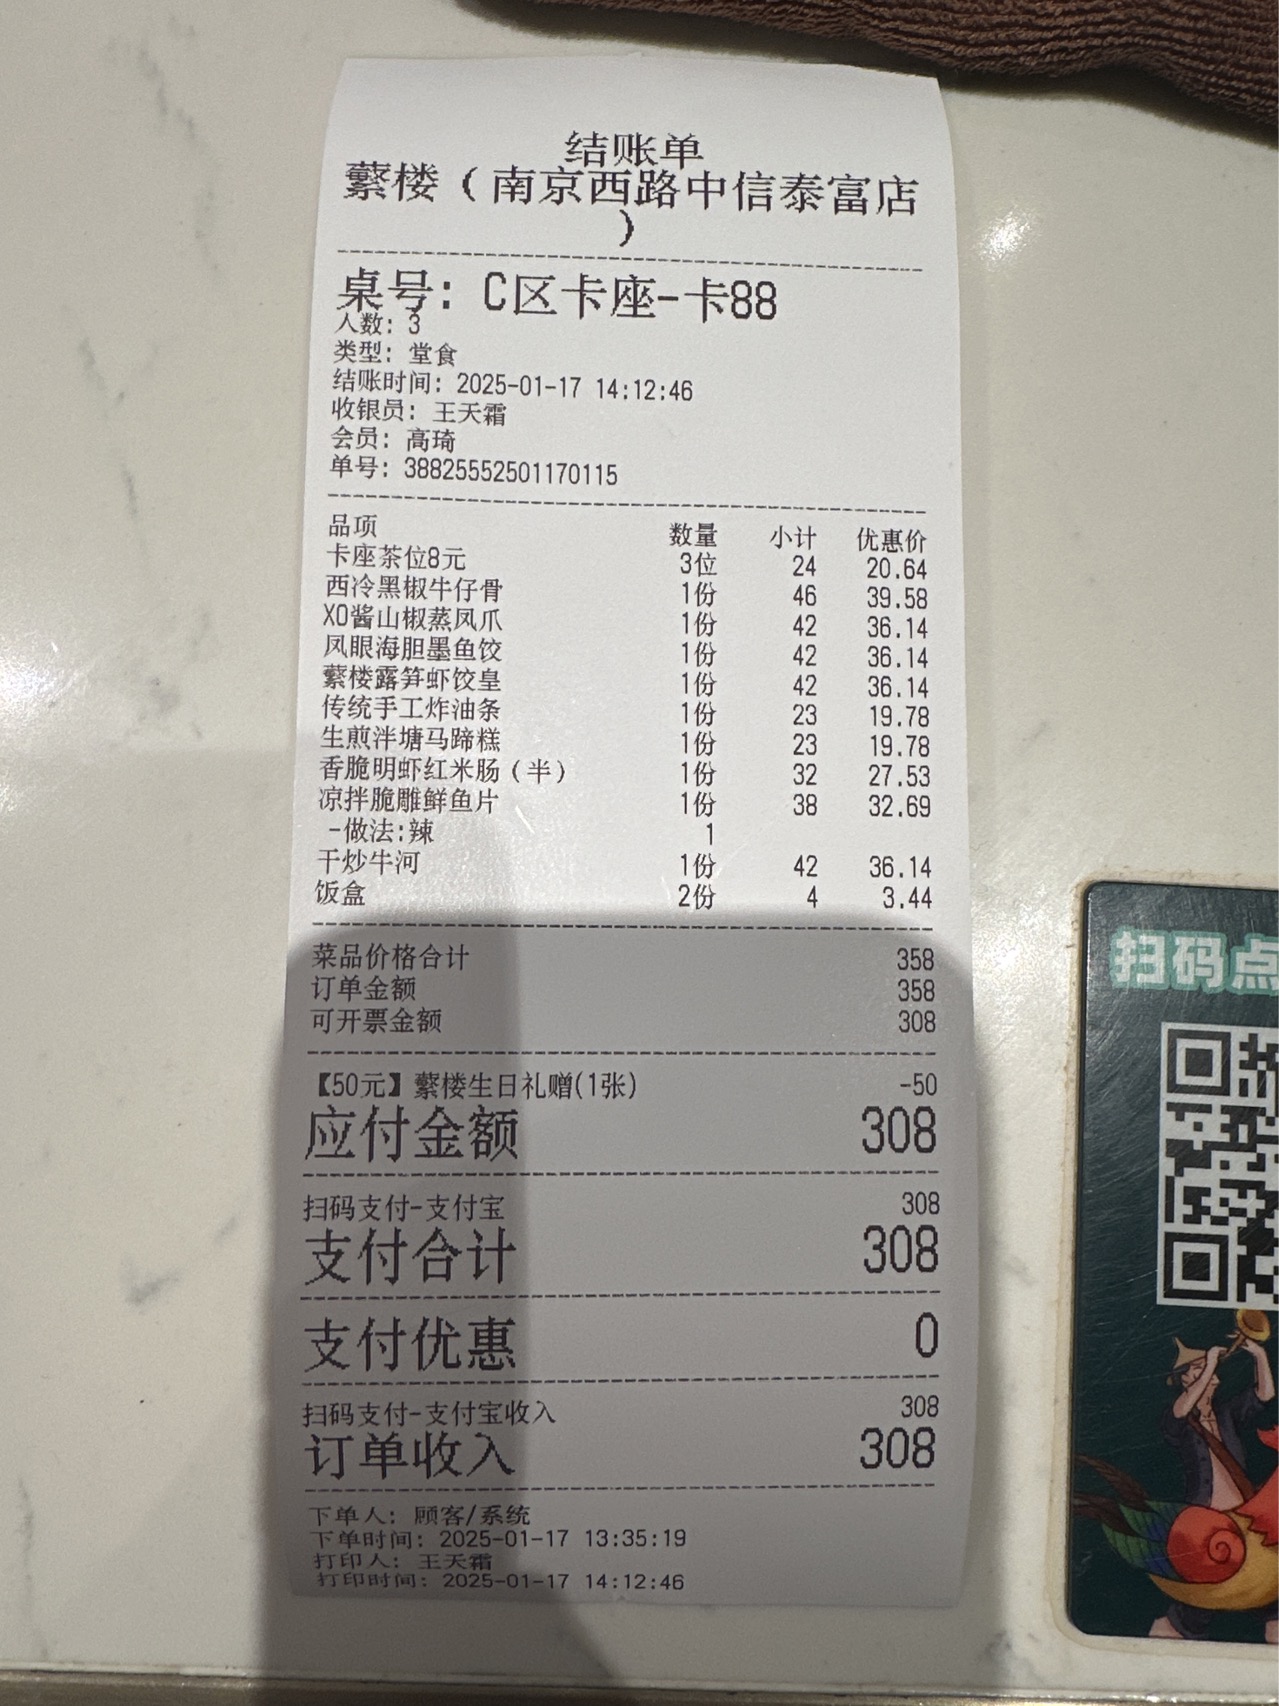 结账单
蘩楼（南京西路中信泰富店
）
桌号：C区卡座-卡88
人数：3
类型：堂食
结账时间：2025-01-17 14:12:46
收银员：王天霜
会员：高琦
单号：38825552501170115
品项 数量 小计 优惠价
卡座茶位8元 3位 24 20.64
西冷黑椒牛仔骨 1份 46 39.58
XO酱山椒蒸凤爪 1份 42 36.14
凤眼海胆墨鱼饺 1份 42 36.14
蘩楼露笋虾饺皇 1份 42 36.14
传统手工炸油条 1份 23 19.78
生煎泮塘马蹄糕 1份 23 19.78
香脆明虾红米肠（半） 1份 32 27.53
凉拌脆雕鲜鱼片 1份 38 32.69
-做法:辣 1
干炒牛河 1份 42 36.14
饭盒 2份 4 3.44
菜品价格合计 358
订单金额 358
可开票金额 308
【50元】蘩楼生日礼赠(1张) -50
应付金额 308
扫码支付-支付宝 308
支付合计 308
支付优惠 0
扫码支付-支付宝收入 308
订单收入 308
下单人：顾客/系统
下单时间：2025-01-17 13:35:19
打印人：王天霜
打印时间：2025-01-17 14:12:46
扫码点